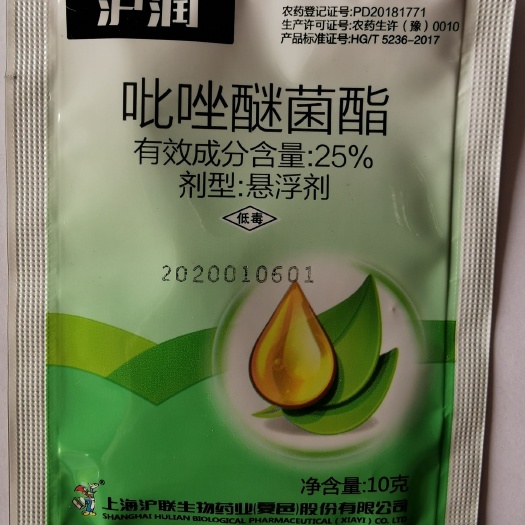 沪润
农药登记证号:PD20181771
生产许可证号:农药生许（豫）0010
产品标准证号:HG/T 5236-2017
吡唑醚菌酯
有效成分含量:25%
剂型:悬浮剂
低毒
2020010601
净含量:10克
上海沪联生物药业(夏邑)股份有限公司
SHANGHAI HULIAN BIOLOGICAL PHARMACEUTICAL ( XIAYI ) CO., LTD